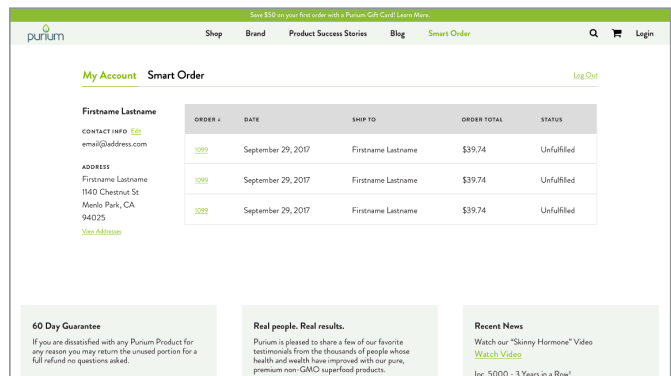 Save $50 on your first order with a Purium Gift Card! Learn More.
purium
Shop Brand Product Success Stories Blog Smart Order Login
My Account Smart Order Log Out
Firstname Lastname
CONTACT INFO Edit
email@address.com
ADDRESS
Firstname Lastname
1140 Chestnut St
Menlo Park, CA
94025
View Addresses
ORDER ↓ DATE SHIP TO ORDER TOTAL STATUS
1099 September 29, 2017 Firstname Lastname $39.74 Unfulfilled
1099 September 29, 2017 Firstname Lastname $39.74 Unfulfilled
1099 September 29, 2017 Firstname Lastname $39.74 Unfulfilled
60 Day Guarantee
If you are dissatisfied with any Purium Product for
any reason you may return the unused portion for a
full refund no questions asked.
Real people. Real results.
Purium is pleased to share a few of our favorite
testimonials from the thousands of people whose
health and wealth have improved with our pure,
premium non-GMO superfood products.
Recent News
Watch our “Skinny Hormone” Video
Watch Video
Inc. 5000 - 3 Years in a Row!